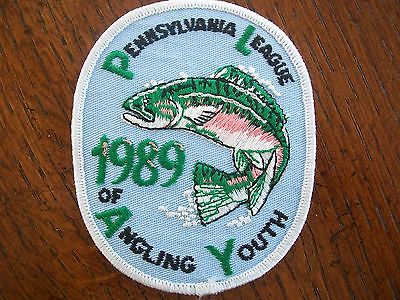 PENNSYLVANIA LEAGUE
1989
OF
ANGLING YOUTH